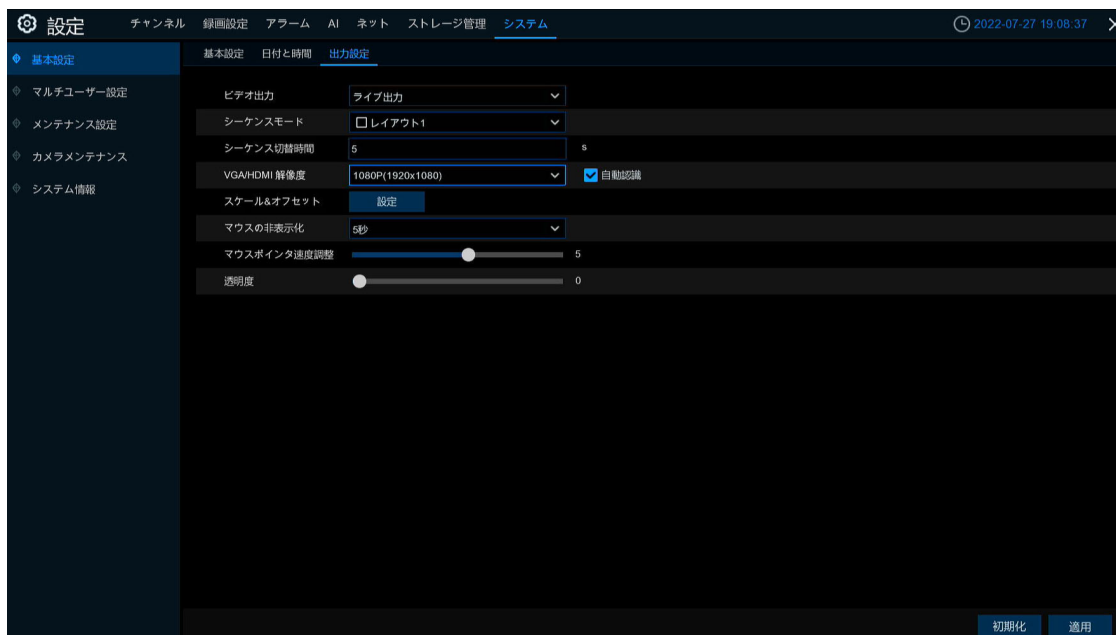 設定 チャンネル 録画設定 アラーム AI ネット ストレージ管理 システム 2022-07-27 19:08:37
基本設定 日付と時間 出力設定
基本設定
マルチユーザー設定
メンテナンス設定
カメラメンテナンス
システム情報
ビデオ出力 ライブ出力
シーケンスモード レイアウト1
シーケンス切替時間 5 s
VGA/HDMI 解像度 1080P(1920x1080) 自動認識
スケール&オフセット 設定
マウスの非表示化 5秒
マウスポインタ速度調整 5
透明度 0
初期化 適用